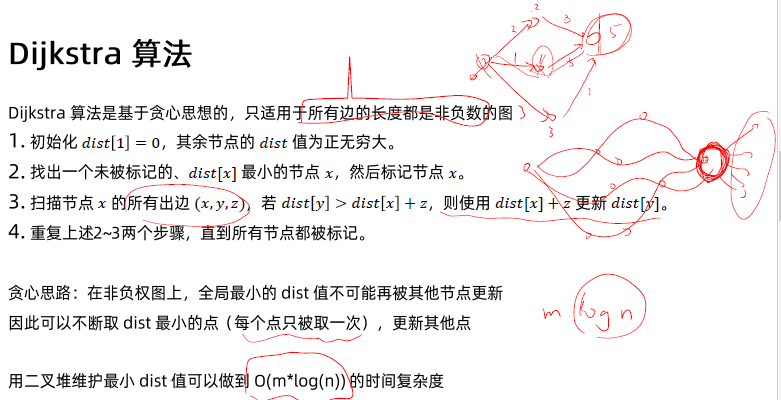 Dijkstra 算法
Dijkstra 算法是基于贪心思想的，只适用于所有边的长度都是非负数的图
1. 初始化 dist[1] = 0，其余节点的 dist 值为正无穷大。
2. 找出一个未被标记的、dist[x] 最小的节点 x，然后标记节点 x。
3. 扫描节点 x 的所有出边 (x, y, z)，若 dist[y] > dist[x] + z，则使用 dist[x] + z 更新 dist[y]。
4. 重复上述2~3两个步骤，直到所有节点都被标记。
贪心思路：在非负权图上，全局最小的 dist 值不可能再被其他节点更新
因此可以不断取 dist 最小的点（每个点只被取一次），更新其他点
m log n
用二叉堆维护最小 dist 值可以做到 O(m*log(n)) 的时间复杂度